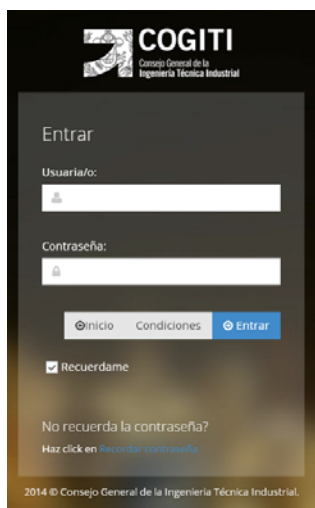 COGITI
Consejo General de la
Ingeniería Técnica Industrial
Entrar
Usuaria/o:
Contraseña:
Inicio Condiciones Entrar
Recuerdame
No recuerda la contraseña?
Haz click en Recordar contraseña
2014 © Consejo General de la Ingenieria Técnica Industrial.